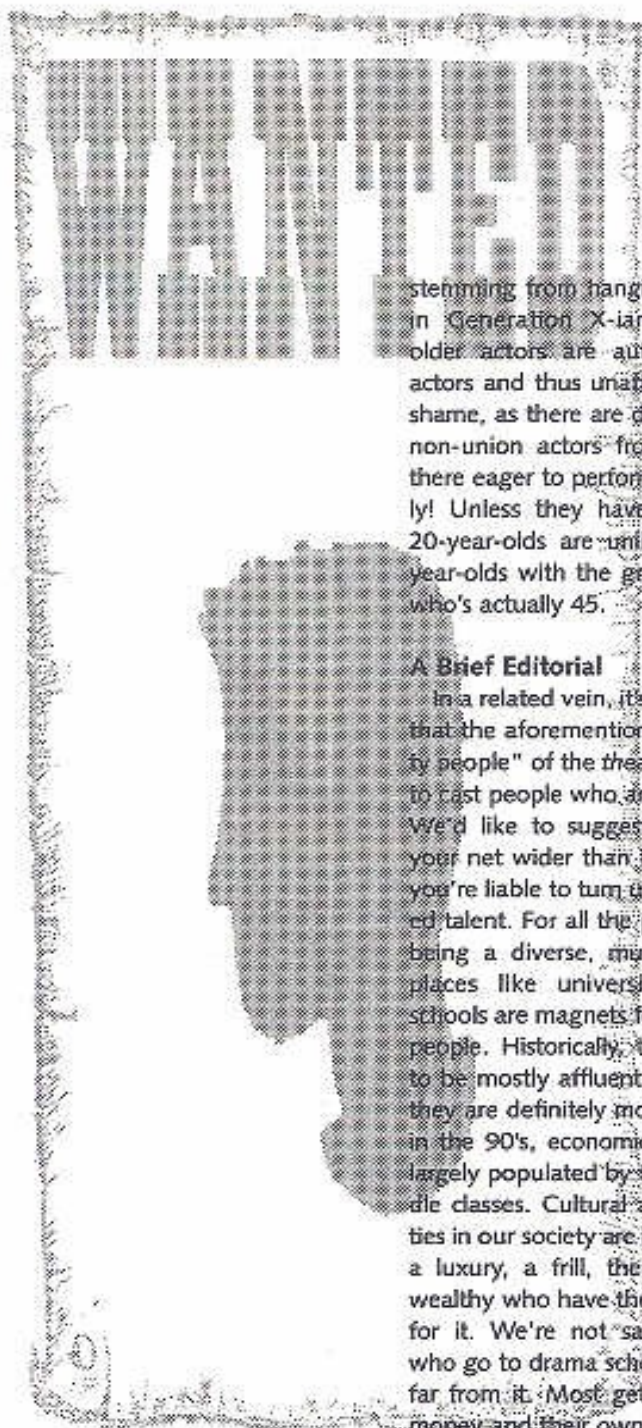 WANTED
stemming from hang
in Generation X-ian
older actors are au
actors and thus unaf
shame, as there are d
non-union actors fro
there eager to perfor
ly! Unless they have
20-year-olds are uni
year-olds with the gr
who's actually 45.
A Brief Editorial
In a related vein, it's
that the aforemention
ty people" of the thea
to cast people who a
We'd like to suggest
your net wider than
you're liable to turn u
ed talent. For all the
being a diverse, mu
places like universi
schools are magnets f
people. Historically,
to be mostly affluent
they are definitely mo
in the 90's, economi
largely populated by
dle classes. Cultural a
ties in our society are
a luxury, a frill, the
wealthy who have the
for it. We're not sa
who go to drama scho
far from it. Most ge
money and their ow